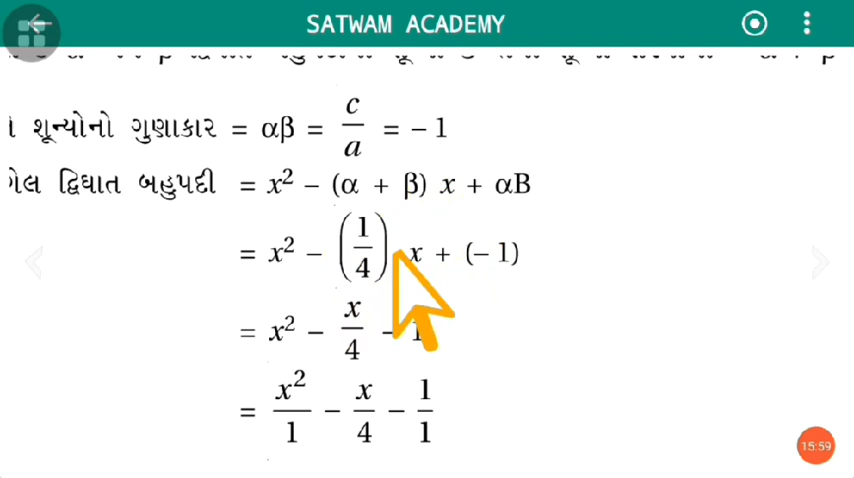 SATWAM ACADEMY
શૂન્યોનો ગુણાકાર = αβ = c/a = – 1
દ્વિઘાત બહુપદી = x² – (α + β) x + αB
= x² – (1/4) x + (– 1)
= x² – x/4 – 1
= x²/1 – x/4 – 1/1
15:59